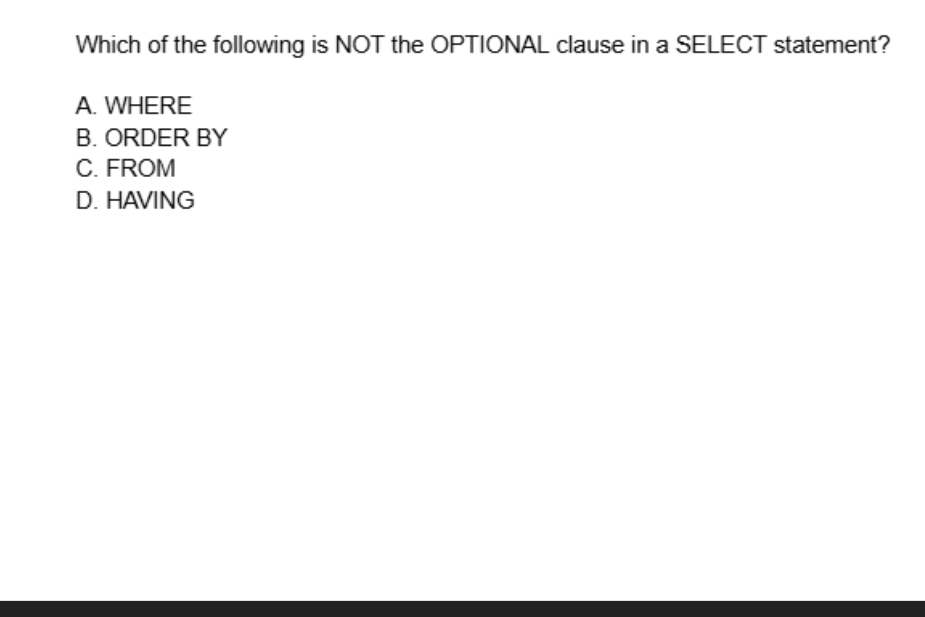 Which of the following is NOT the OPTIONAL clause in a SELECT statement?
A. WHERE
B. ORDER BY
C. FROM
D. HAVING